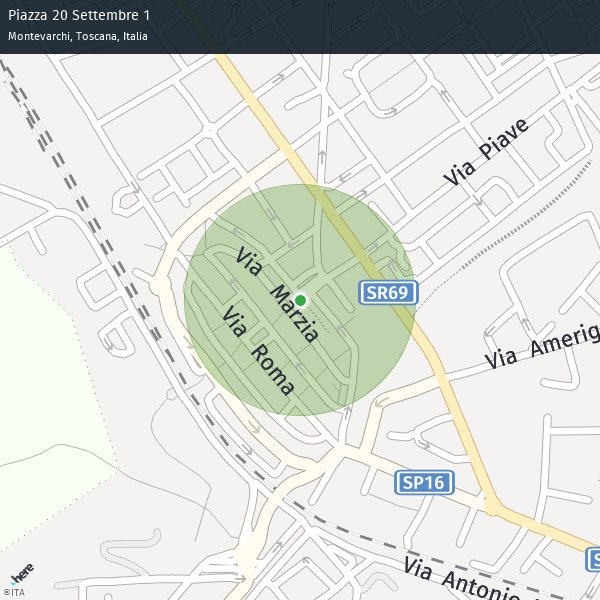 Piazza 20 Settembre 1
Montevarchi, Toscana, Italia
Via Piave
Via Marzia
SR69
Via Roma
Via Amerig
SP16
S
Via Antonio
here
©ITA